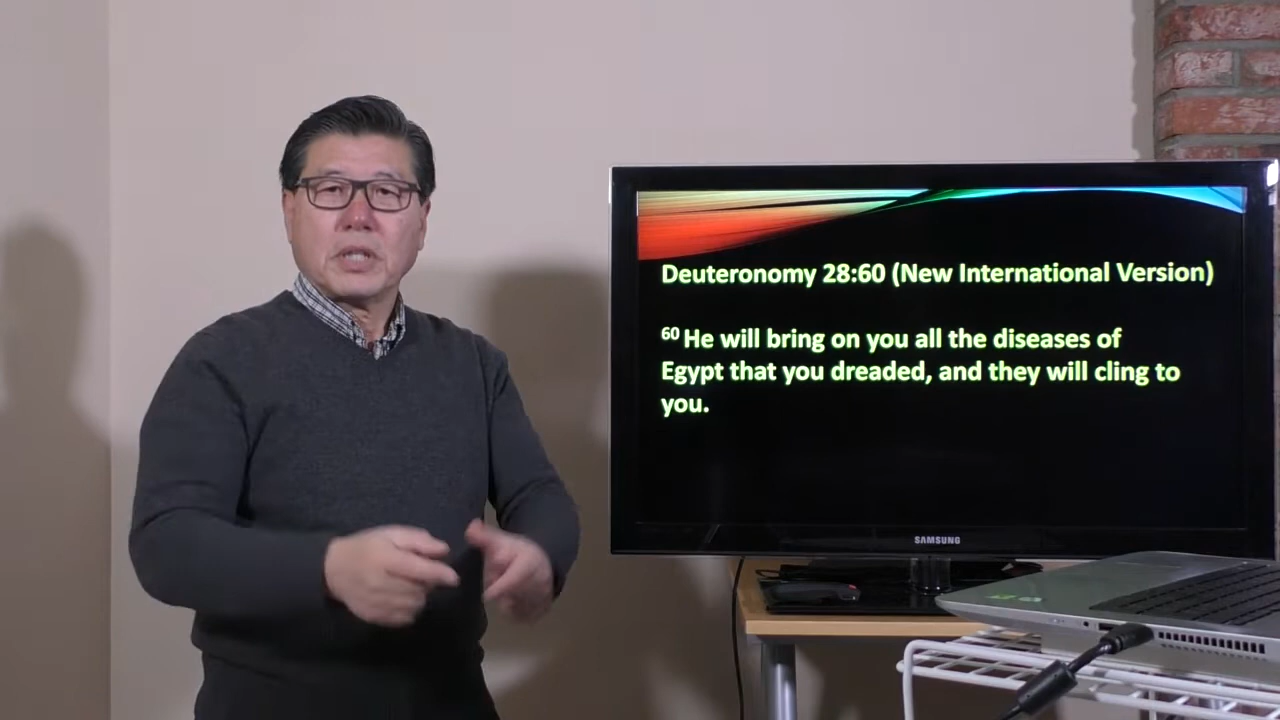 Deuteronomy 28:60 (New International Version)
60 He will bring on you all the diseases of
Egypt that you dreaded, and they will cling to
you.
SAMSUNG